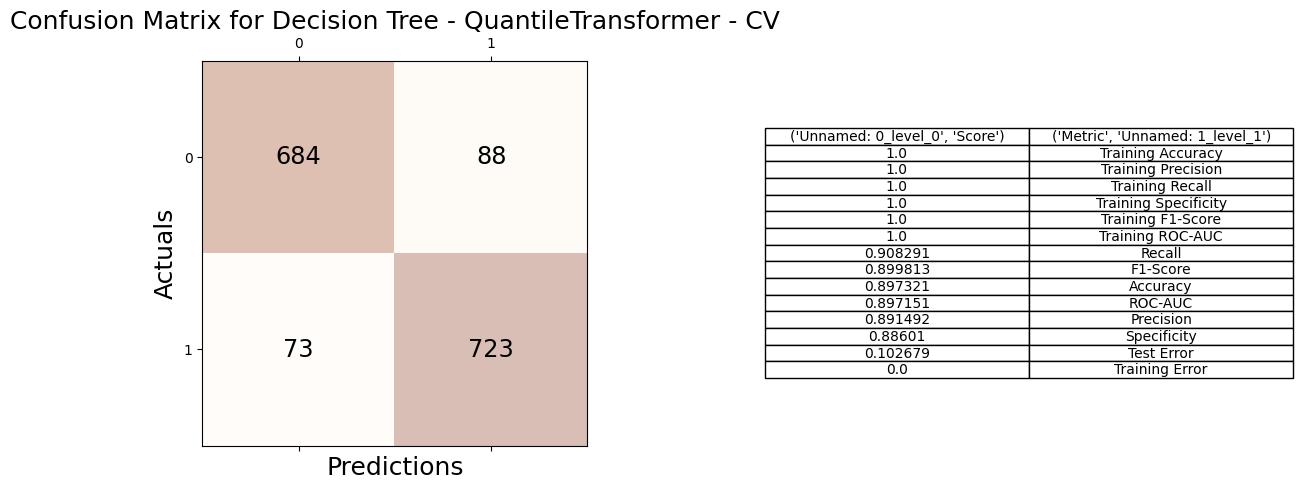 Confusion Matrix for Decision Tree - QuantileTransformer - CV
0 1
0 684 88
1 73 723
Actuals
Predictions
('Unnamed: 0_level_0', 'Score') ('Metric', 'Unnamed: 1_level_1')
1.0 Training Accuracy
1.0 Training Precision
1.0 Training Recall
1.0 Training Specificity
1.0 Training F1-Score
1.0 Training ROC-AUC
0.908291 Recall
0.899813 F1-Score
0.897321 Accuracy
0.897151 ROC-AUC
0.891492 Precision
0.88601 Specificity
0.102679 Test Error
0.0 Training Error